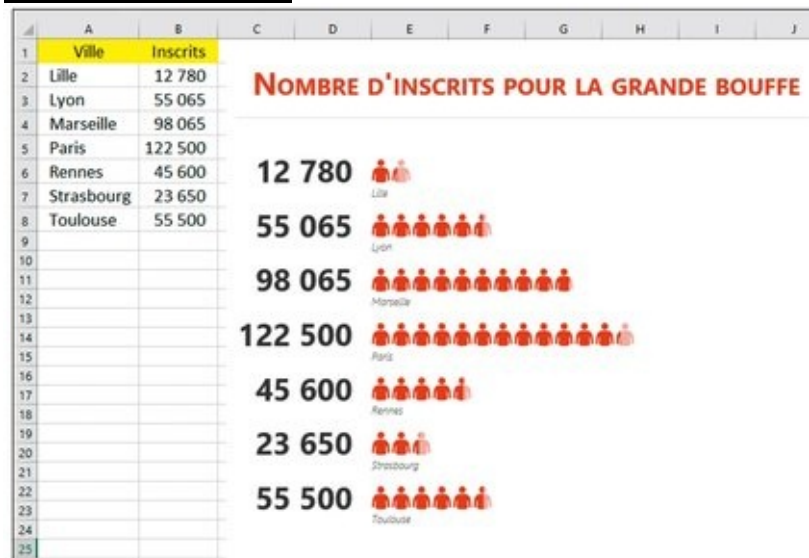 A B C D E F G H I J
1 Ville Inscrits
2 Lille 12 780
3 Lyon 55 065
4 Marseille 98 065
5 Paris 122 500
6 Rennes 45 600
7 Strasbourg 23 650
8 Toulouse 55 500
9
10
11
12
13
14
15
16
17
18
19
20
21
22
23
24
25
NOMBRE D'INSCRITS POUR LA GRANDE BOUFFE
12 780
Lille
55 065
Lyon
98 065
Marseille
122 500
Paris
45 600
Rennes
23 650
Strasbourg
55 500
Toulouse